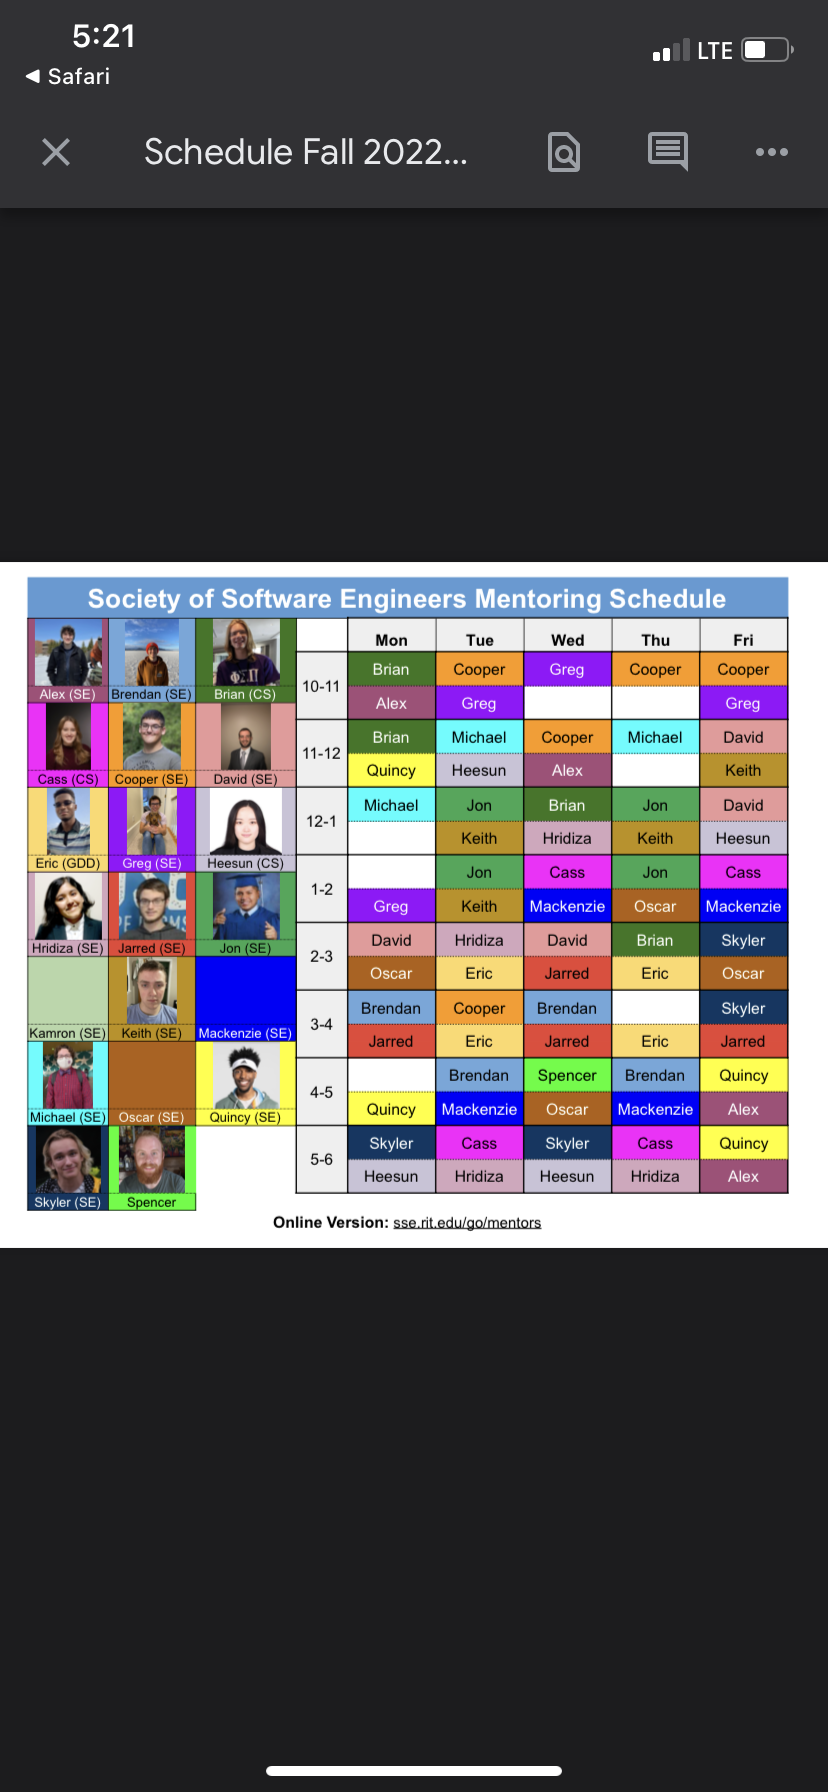 5:21
LTE
◀ Safari
Schedule Fall 2022...
Society of Software Engineers Mentoring Schedule
Mon Tue Wed Thu Fri
Alex (SE) Brendan (SE) Brian (CS)
Cass (CS) Cooper (SE) David (SE)
Eric (GDD) Greg (SE) Heesun (CS)
Hridiza (SE) Jarred (SE) Jon (SE)
Kamron (SE) Keith (SE) Mackenzie (SE)
Michael (SE) Oscar (SE) Quincy (SE)
Skyler (SE) Spencer
10-11
Brian Cooper Greg Cooper Cooper
Alex Greg Greg
11-12
Brian Michael Cooper Michael David
Quincy Heesun Alex Keith
12-1
Michael Jon Brian Jon David
Keith Hridiza Keith Heesun
1-2
Jon Cass Jon Cass
Greg Keith Mackenzie Oscar Mackenzie
2-3
David Hridiza David Brian Skyler
Oscar Eric Jarred Eric Oscar
3-4
Brendan Cooper Brendan Skyler
Jarred Eric Jarred Eric Jarred
4-5
Brendan Spencer Brendan Quincy
Quincy Mackenzie Oscar Mackenzie Alex
5-6
Skyler Cass Skyler Cass Quincy
Heesun Hridiza Heesun Hridiza Alex
Online Version: sse.rit.edu/go/mentors